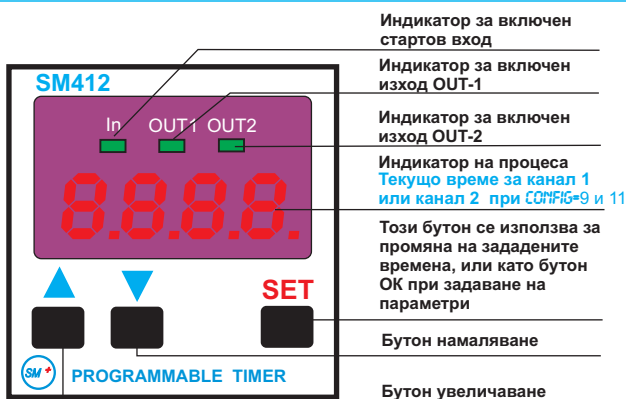 Индикатор за включен
стартов вход
Индикатор за включен
изход OUT-1
Индикатор за включен
изход OUT-2
Индикатор на процеса
Текущо време за канал 1
или канал 2 при CONFIG=9 и 11
Този бутон се използва за
промяна на зададените
времена, или като бутон
ОК при задаване на
параметри
Бутон намаляване
Бутон увеличаване
SM412
In OUT1 OUT2
8.8.8.8.
SET
SM +
PROGRAMMABLE TIMER